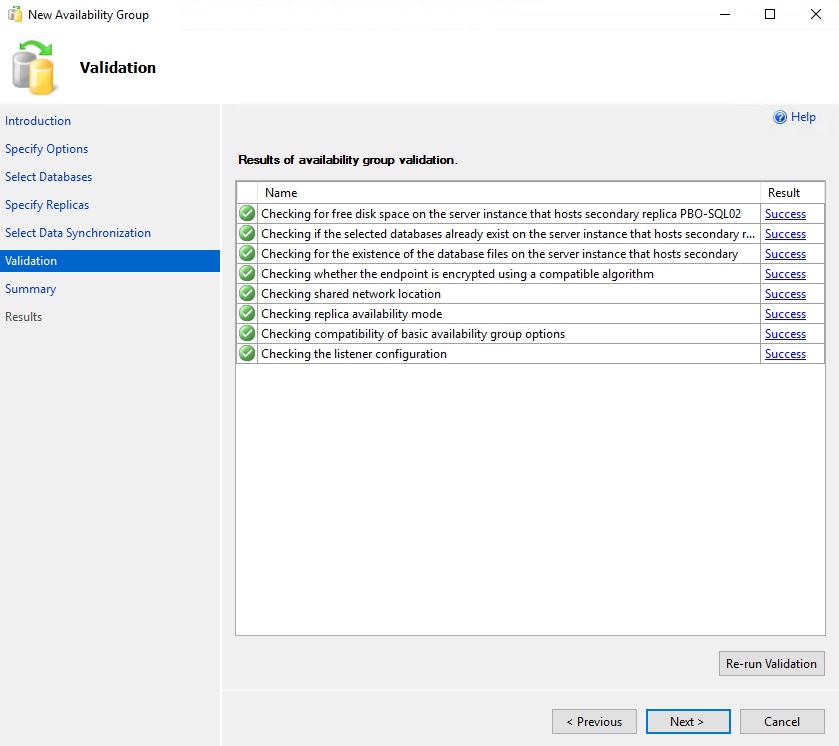 New Availability Group
Validation
Introduction
Specify Options
Select Databases
Specify Replicas
Select Data Synchronization
Validation
Summary
Results
Help
Results of availability group validation.
Name Result
Checking for free disk space on the server instance that hosts secondary replica PBO-SQL02 Success
Checking if the selected databases already exist on the server instance that hosts secondary r... Success
Checking for the existence of the database files on the server instance that hosts secondary Success
Checking whether the endpoint is encrypted using a compatible algorithm Success
Checking shared network location Success
Checking replica availability mode Success
Checking compatibility of basic availability group options Success
Checking the listener configuration Success
Re-run Validation
< Previous Next > Cancel